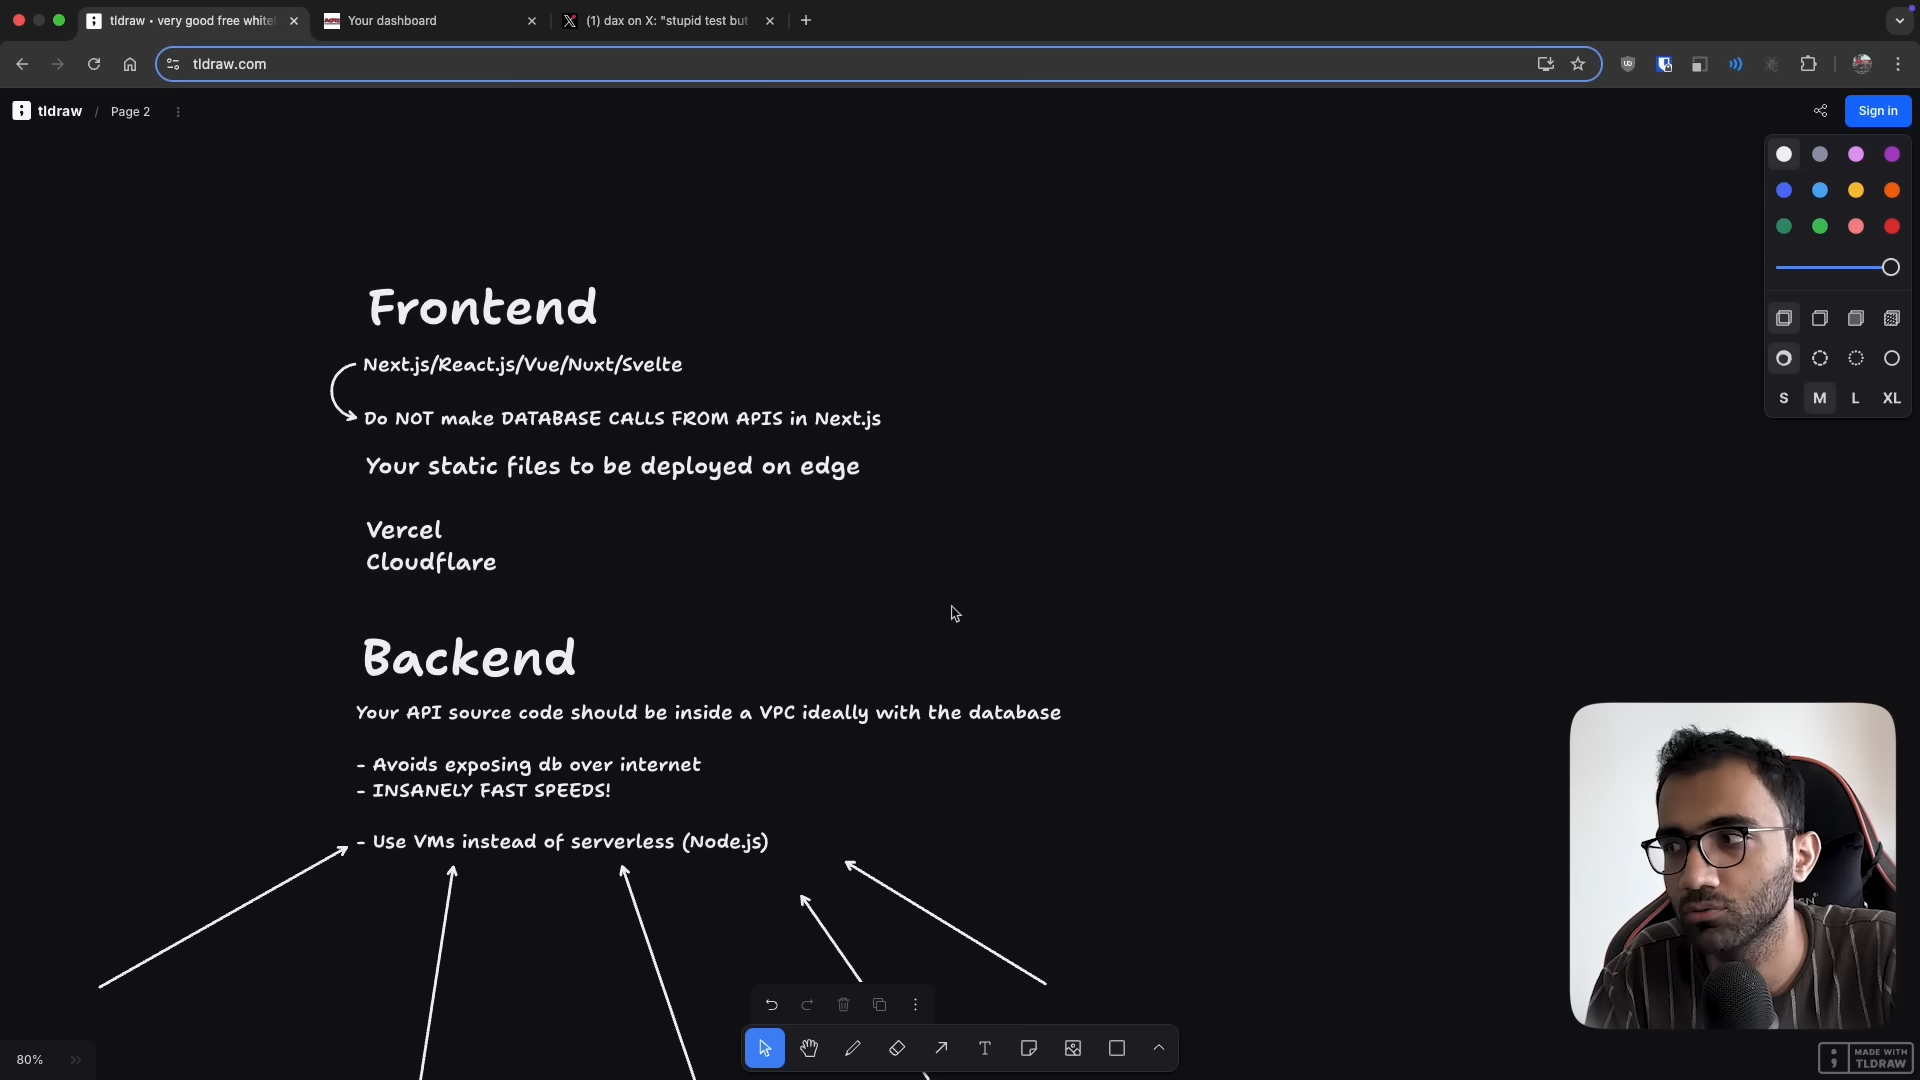 tldraw • very good free white
Your dashboard
(1) dax on X: "stupid test but
tldraw.com
tldraw / Page 2
Sign in
S M L XL
Frontend
Next.js/React.js/Vue/Nuxt/Svelte
Do NOT make DATABASE CALLS FROM APIS in Next.js
Your static files to be deployed on edge
Vercel
Cloudflare
Backend
Your API source code should be inside a VPC ideally with the database
- Avoids exposing db over internet
- INSANELY FAST SPEEDS!
- Use VMs instead of serverless (Node.js)
80%
MADE WITH
TLDRAW